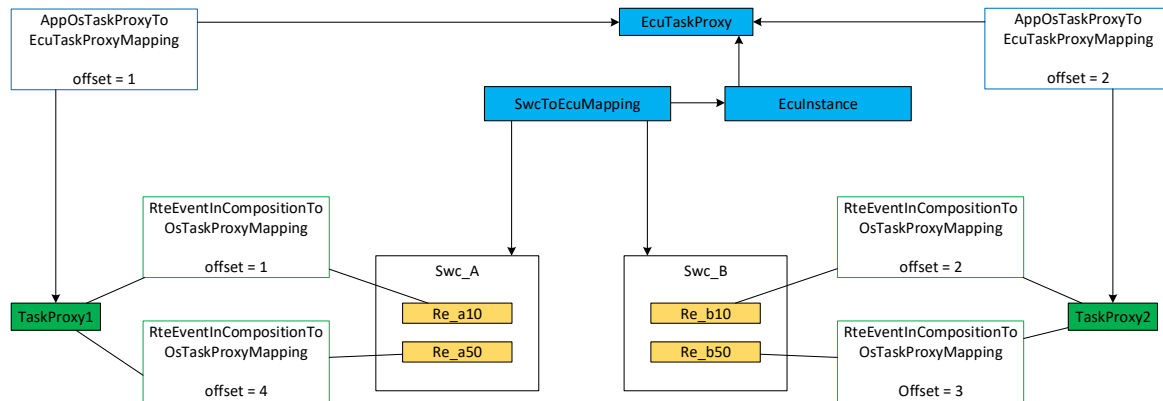 AppOsTaskProxyTo
EcuTaskProxyMapping
offset = 1
EcuTaskProxy
AppOsTaskProxyTo
EcuTaskProxyMapping
offset = 2
SwcToEcuMapping
EcuInstance
RteEventInCompositionTo
OsTaskProxyMapping
offset = 1
Swc_A
Swc_B
RteEventInCompositionTo
OsTaskProxyMapping
offset = 2
TaskProxy1
Re_a10
Re_b10
TaskProxy2
RteEventInCompositionTo
OsTaskProxyMapping
offset = 4
Re_a50
Re_b50
RteEventInCompositionTo
OsTaskProxyMapping
Offset = 3